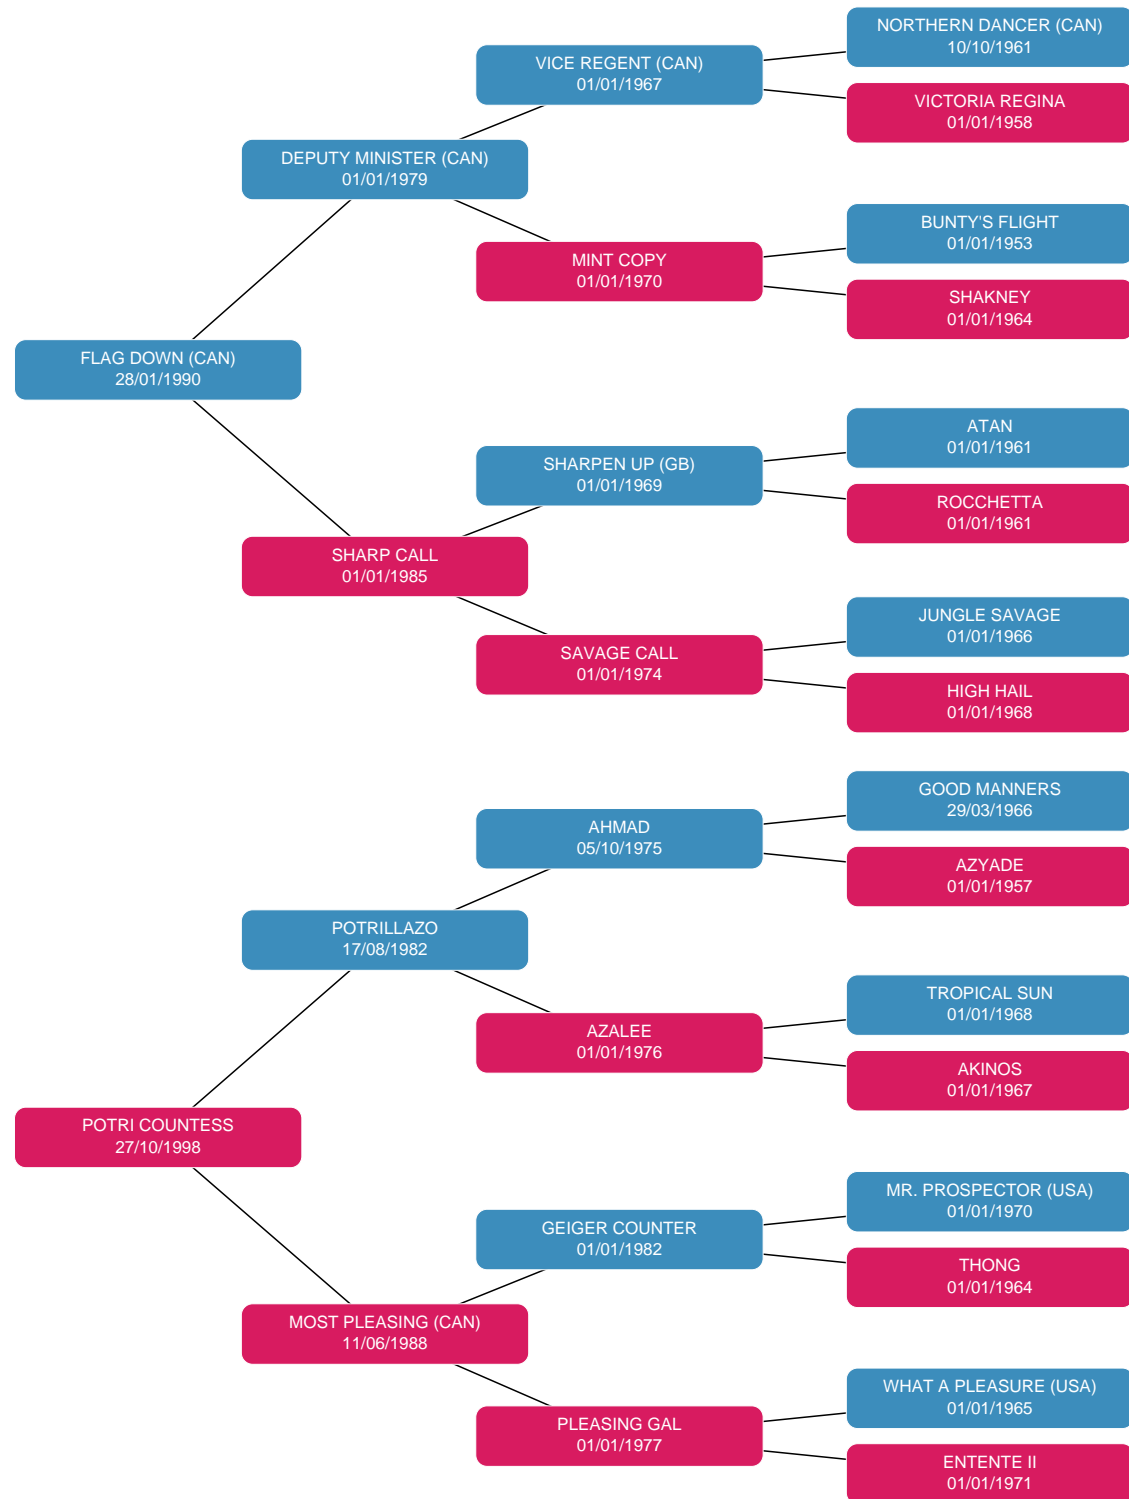 NORTHERN DANCER (CAN)
10/10/1961
VICE REGENT (CAN)
01/01/1967
VICTORIA REGINA
01/01/1958
DEPUTY MINISTER (CAN)
01/01/1979
BUNTY'S FLIGHT
01/01/1953
MINT COPY
01/01/1970
SHAKNEY
01/01/1964
FLAG DOWN (CAN)
28/01/1990
ATAN
01/01/1961
SHARPEN UP (GB)
01/01/1969
ROCCHETTA
01/01/1961
SHARP CALL
01/01/1985
JUNGLE SAVAGE
01/01/1966
SAVAGE CALL
01/01/1974
HIGH HAIL
01/01/1968
GOOD MANNERS
29/03/1966
AHMAD
05/10/1975
AZYADE
01/01/1957
POTRILLAZO
17/08/1982
TROPICAL SUN
01/01/1968
AZALEE
01/01/1976
AKINOS
01/01/1967
POTRI COUNTESS
27/10/1998
MR. PROSPECTOR (USA)
01/01/1970
GEIGER COUNTER
01/01/1982
THONG
01/01/1964
MOST PLEASING (CAN)
11/06/1988
WHAT A PLEASURE (USA)
01/01/1965
PLEASING GAL
01/01/1977
ENTENTE II
01/01/1971